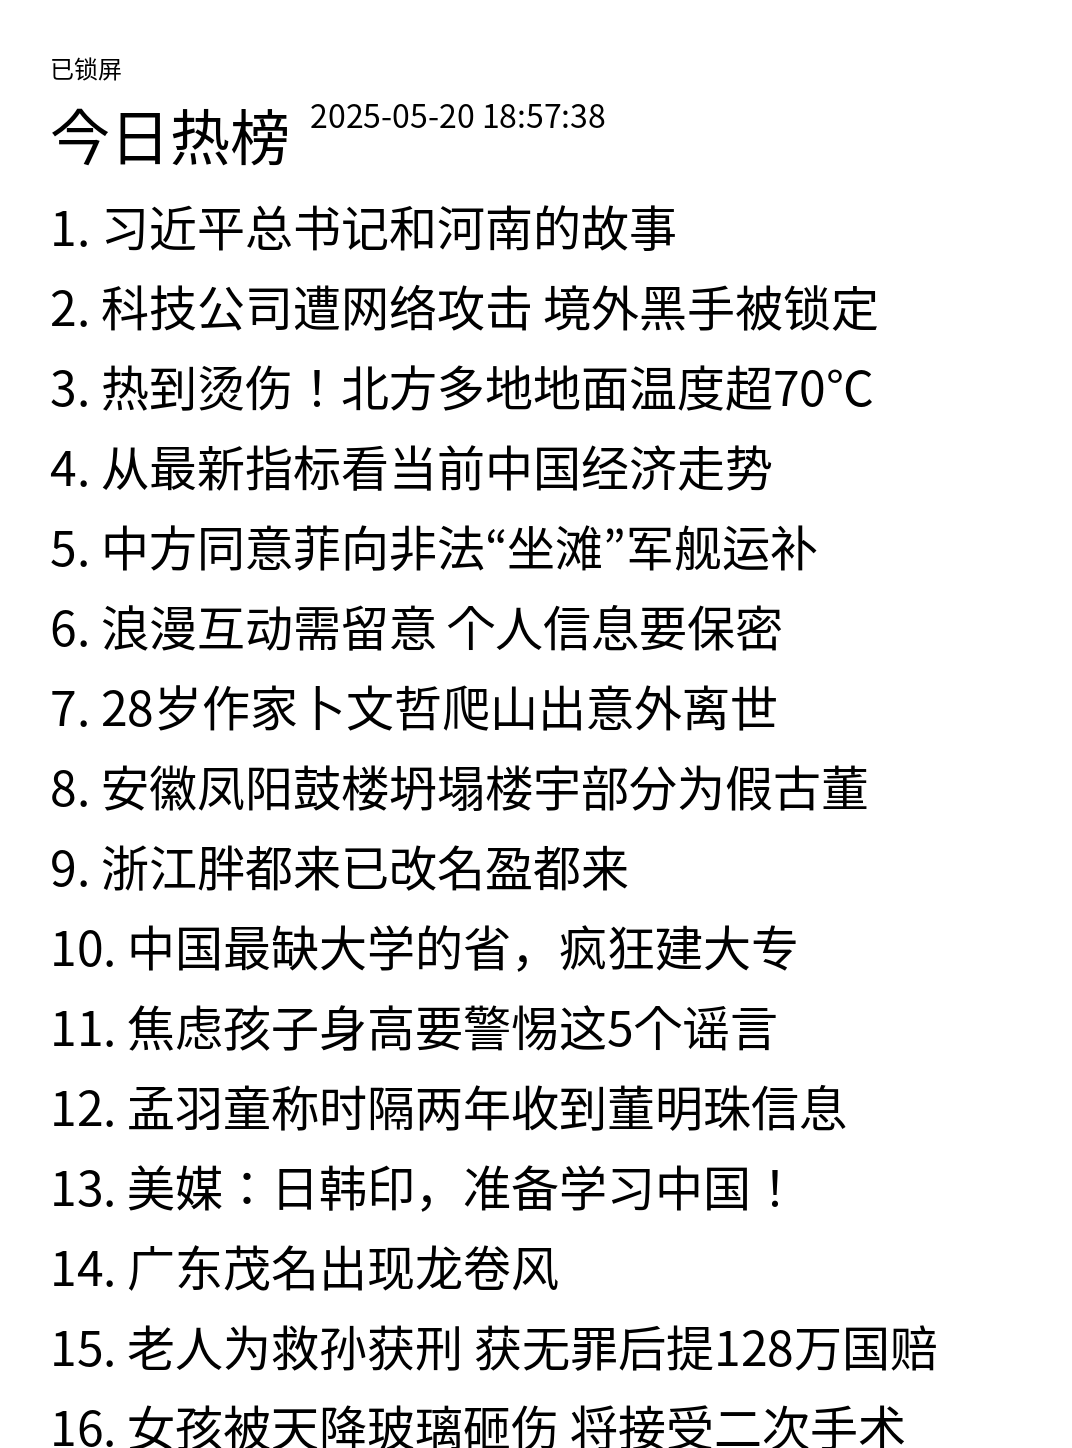 已锁屏
今日热榜 2025-05-20 18:57:38
1. 习近平总书记和河南的故事
2. 科技公司遭网络攻击 境外黑手被锁定
3. 热到烫伤！北方多地地面温度超70℃
4. 从最新指标看当前中国经济走势
5. 中方同意菲向非法“坐滩”军舰运补
6. 浪漫互动需留意 个人信息要保密
7. 28岁作家卜文哲爬山出意外离世
8. 安徽凤阳鼓楼坍塌楼宇部分为假古董
9. 浙江胖都来已改名盈都来
10. 中国最缺大学的省，疯狂建大专
11. 焦虑孩子身高要警惕这5个谣言
12. 孟羽童称时隔两年收到董明珠信息
13. 美媒：日韩印，准备学习中国！
14. 广东茂名出现龙卷风
15. 老人为救孙获刑 获无罪后提128万国赔
16. 女孩被天降玻璃砸伤 将接受二次手术